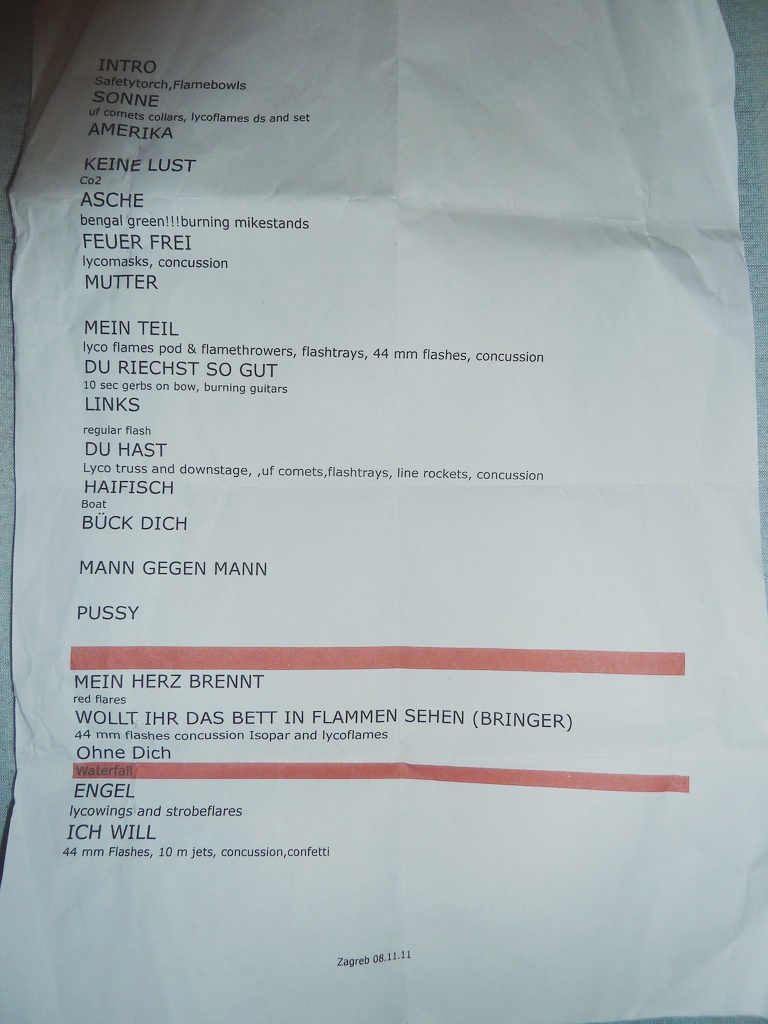 INTRO
Safetytorch,Flamebowls
SONNE
uf comets collars, lycoflames ds and set
AMERIKA
KEINE LUST
Co2
ASCHE
bengal green!!!burning mikestands
FEUER FREI
lycomasks, concussion
MUTTER
MEIN TEIL
lyco flames pod & flamethrowers, flashtrays, 44 mm flashes, concussion
DU RIECHST SO GUT
10 sec gerbs on bow, burning guitars
LINKS
regular flash
DU HAST
Lyco truss and downstage, ,uf comets,flashtrays, line rockets, concussion
HAIFISCH
Boat
BÜCK DICH
MANN GEGEN MANN
PUSSY
MEIN HERZ BRENNT
red flares
WOLLT IHR DAS BETT IN FLAMMEN SEHEN (BRINGER)
44 mm flashes concussion Isopar and lycoflames
Ohne Dich
Waterfall
ENGEL
lycowings and strobeflares
ICH WILL
44 mm Flashes, 10 m jets, concussion,confetti
Zagreb 08.11.11